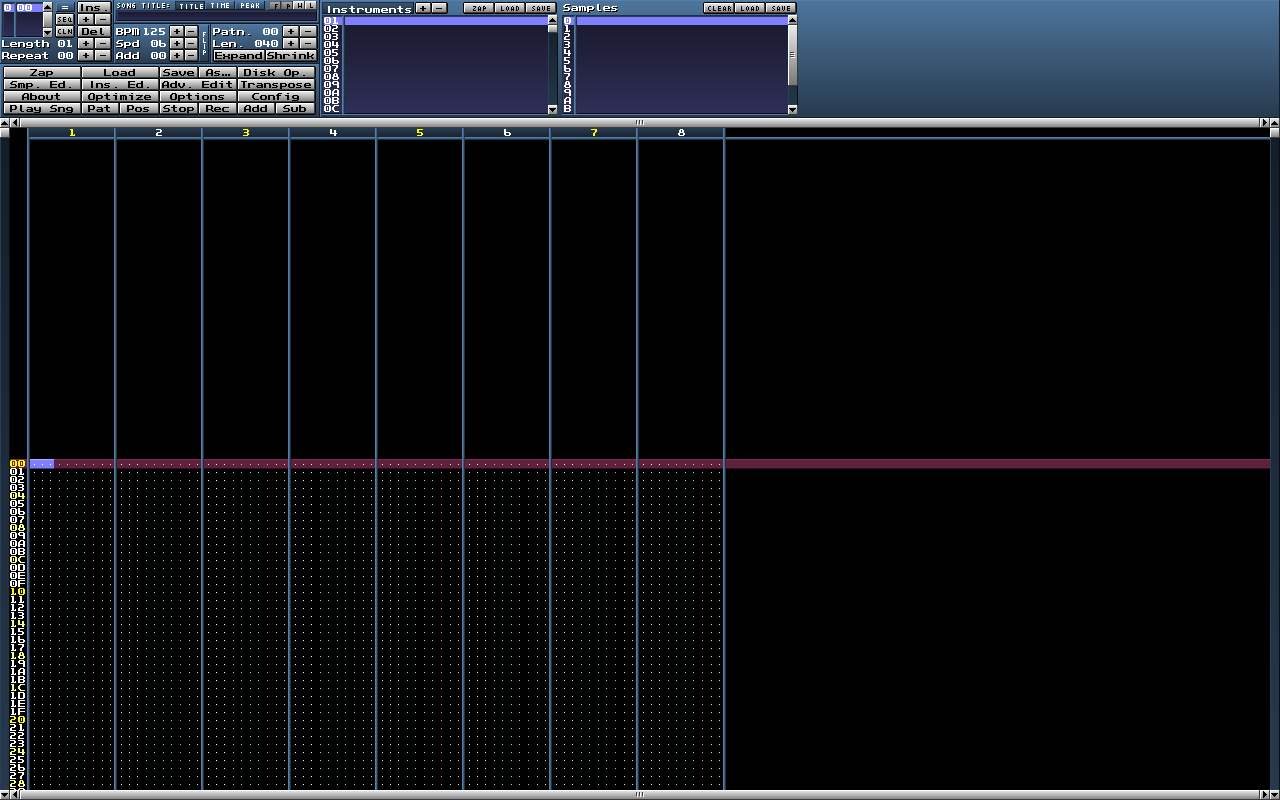 0 00 = Ins. SONG TITLE: TITLE TIME PEAK F P W L
SEQ + -
CLN Del
Length 01 + -
Repeat 00 + -
BPM 125 + - FLIP Patn. 00 + -
Spd 06 + - Len. 040 + -
Add 00 + - Expand Shrink
Zap Load Save As... Disk Op.
Smp. Ed. Ins. Ed. Adv. Edit Transpose
About Optimize Options Config
Play Sng Pat Pos Stop Rec Add Sub
Instruments + - ZAP LOAD SAVE
01
02
03
04
05
06
07
08
09
0A
0B
0C
Samples CLEAR LOAD SAVE
0
1
2
3
4
5
6
7
8
9
A
B
1 2 3 4 5 6 7 8
00
01
02
03
04
05
06
07
08
09
0A
0B
0C
0D
0E
0F
10
11
12
13
14
15
16
17
18
19
1A
1B
1C
1D
1E
1F
20
21
22
23
24
25
26
27
28